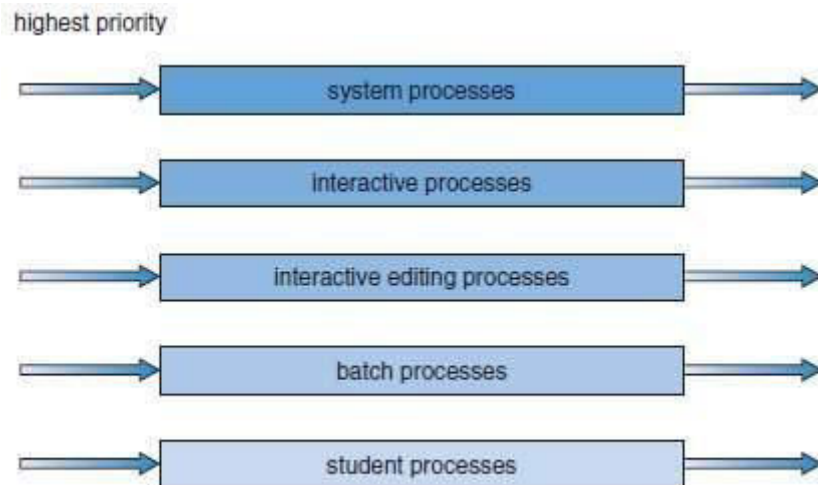 highest priority
system processes
interactive processes
interactive editing processes
batch processes
student processes